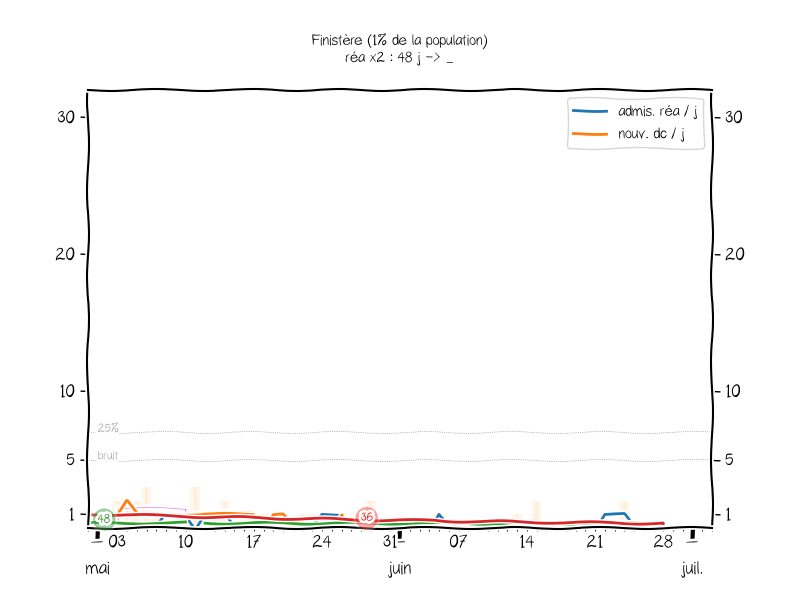 Finistère (1% de la population)
réa x2 : 48 j -> _
admis. réa / j
nouv. dc / j
30 30
20 20
10 10
25%
5 bruit 5
1 48 36 1
03 10 17 24 31 07 14 21 28
mai juin juil.